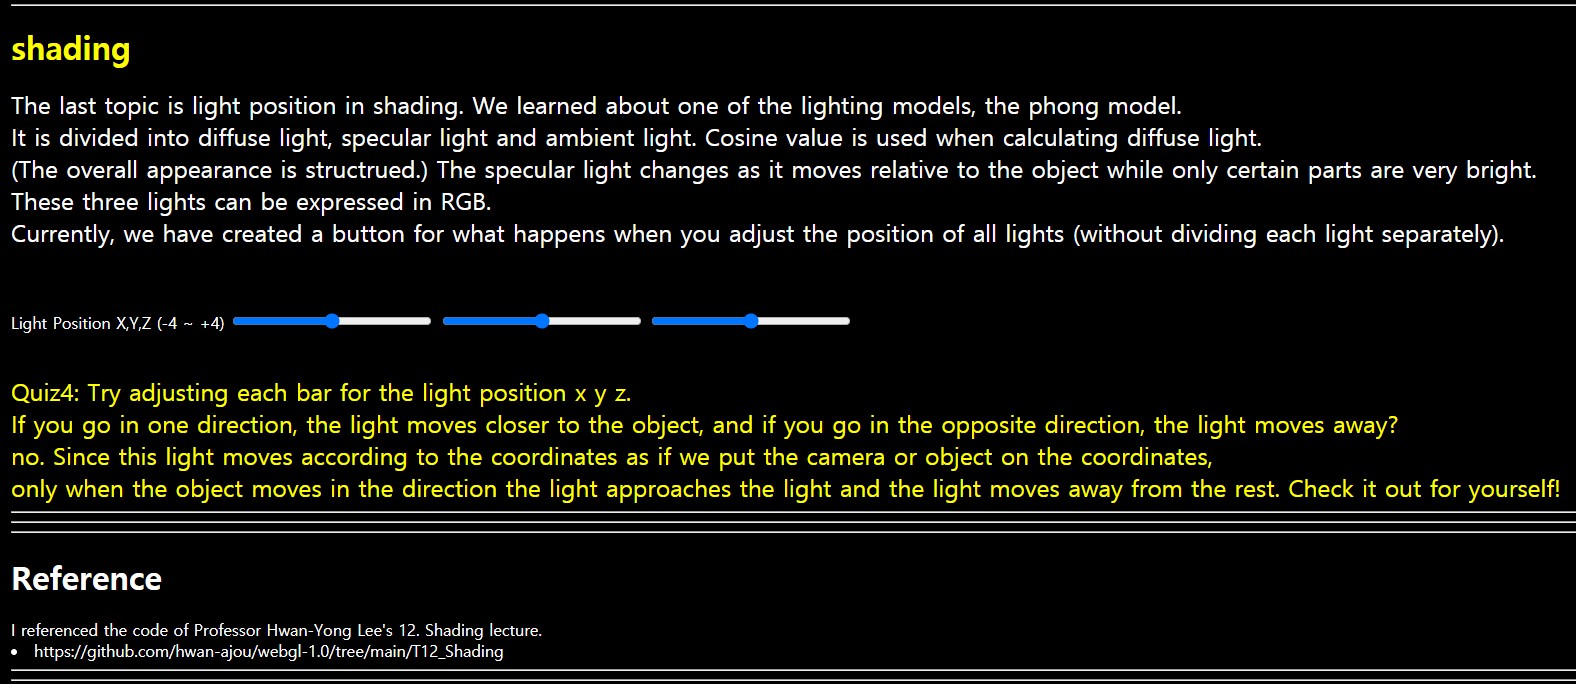 shading
The last topic is light position in shading. We learned about one of the lighting models, the phong model.
It is divided into diffuse light, specular light and ambient light. Cosine value is used when calculating diffuse light.
(The overall appearance is structrued.) The specular light changes as it moves relative to the object while only certain parts are very bright.
These three lights can be expressed in RGB.
Currently, we have created a button for what happens when you adjust the position of all lights (without dividing each light separately).
Light Position X,Y,Z (-4 ~ +4)
Quiz4: Try adjusting each bar for the light position x y z.
If you go in one direction, the light moves closer to the object, and if you go in the opposite direction, the light moves away?
no. Since this light moves according to the coordinates as if we put the camera or object on the coordinates,
only when the object moves in the direction the light approaches the light and the light moves away from the rest. Check it out for yourself!
Reference
I referenced the code of Professor Hwan-Yong Lee's 12. Shading lecture.
• https://github.com/hwan-ajou/webgl-1.0/tree/main/T12_Shading